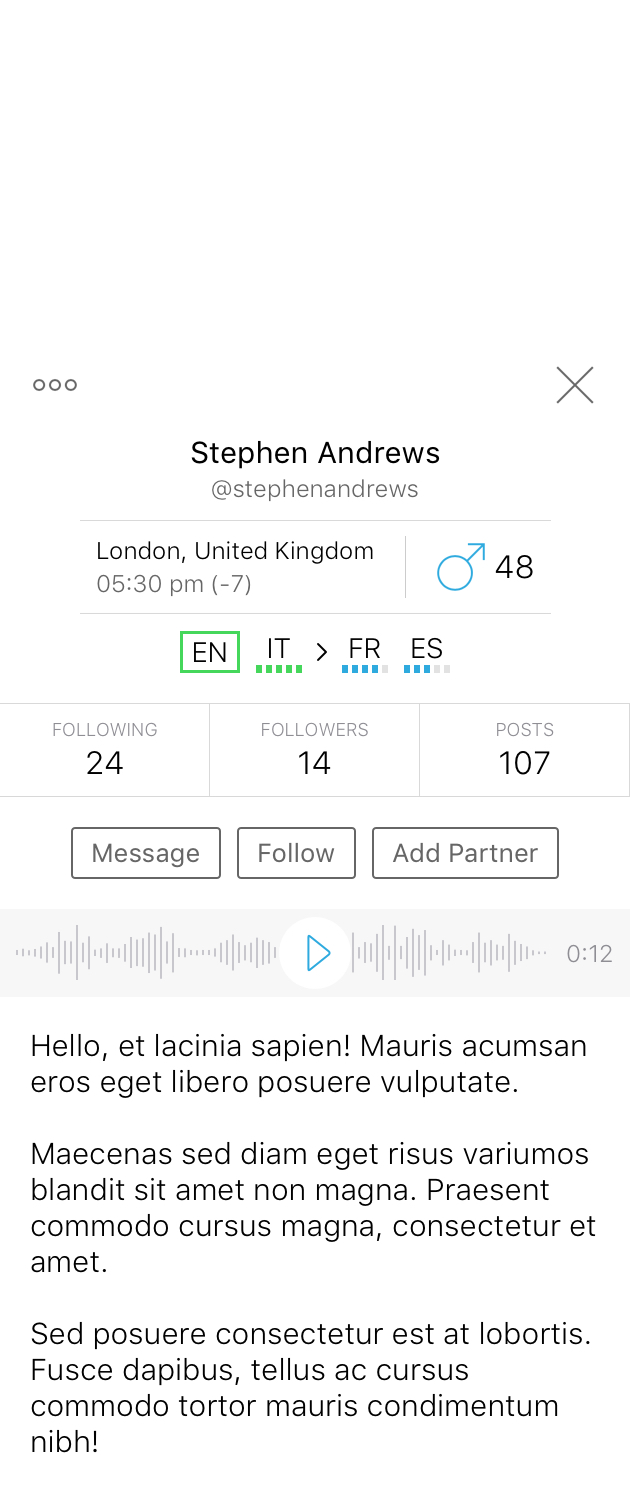 Stephen Andrews
@stephenandrews
London, United Kingdom
05:30 pm (-7)
48
EN IT > FR ES
FOLLOWING FOLLOWERS POSTS
24 14 107
Message Follow Add Partner
0:12
Hello, et lacinia sapien! Mauris acumsan
eros eget libero posuere vulputate.
Maecenas sed diam eget risus variumos
blandit sit amet non magna. Praesent
commodo cursus magna, consectetur et
amet.
Sed posuere consectetur est at lobortis.
Fusce dapibus, tellus ac cursus
commodo tortor mauris condimentum
nibh!